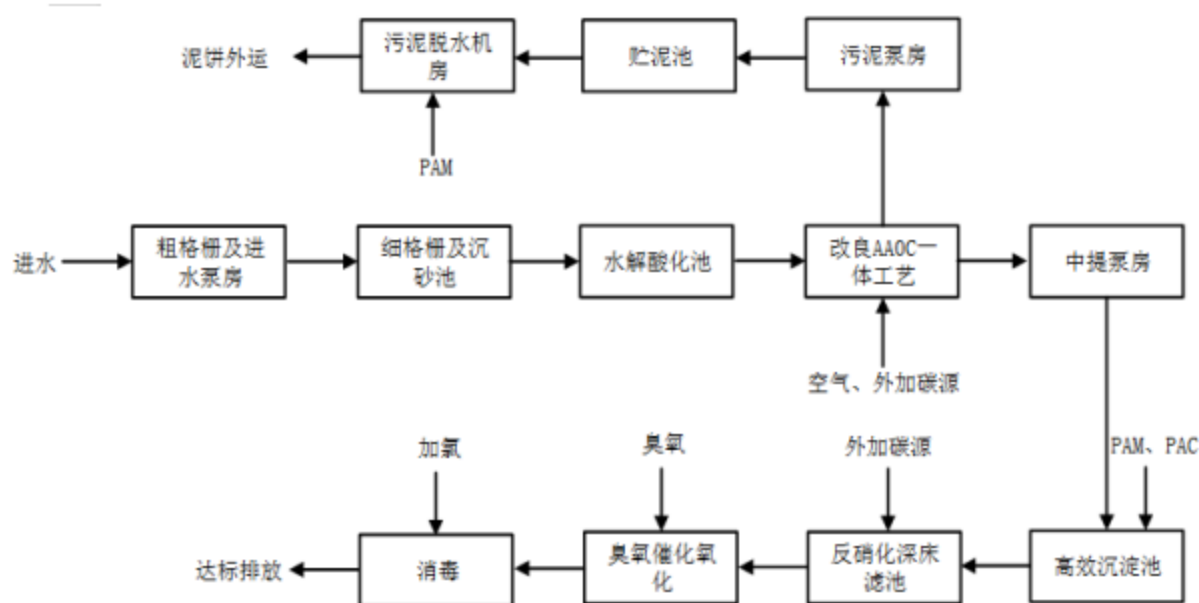 泥饼外运
污泥脱水机
房
贮泥池
污泥泵房
PAM
进水
粗格栅及进
水泵房
细格栅及沉
砂池
水解酸化池
改良AAOC一
体工艺
中提泵房
空气、外加碳源
加氯
臭氧
外加碳源
PAM、PAC
达标排放
消毒
臭氧催化氧
化
反硝化深床
滤池
高效沉淀池